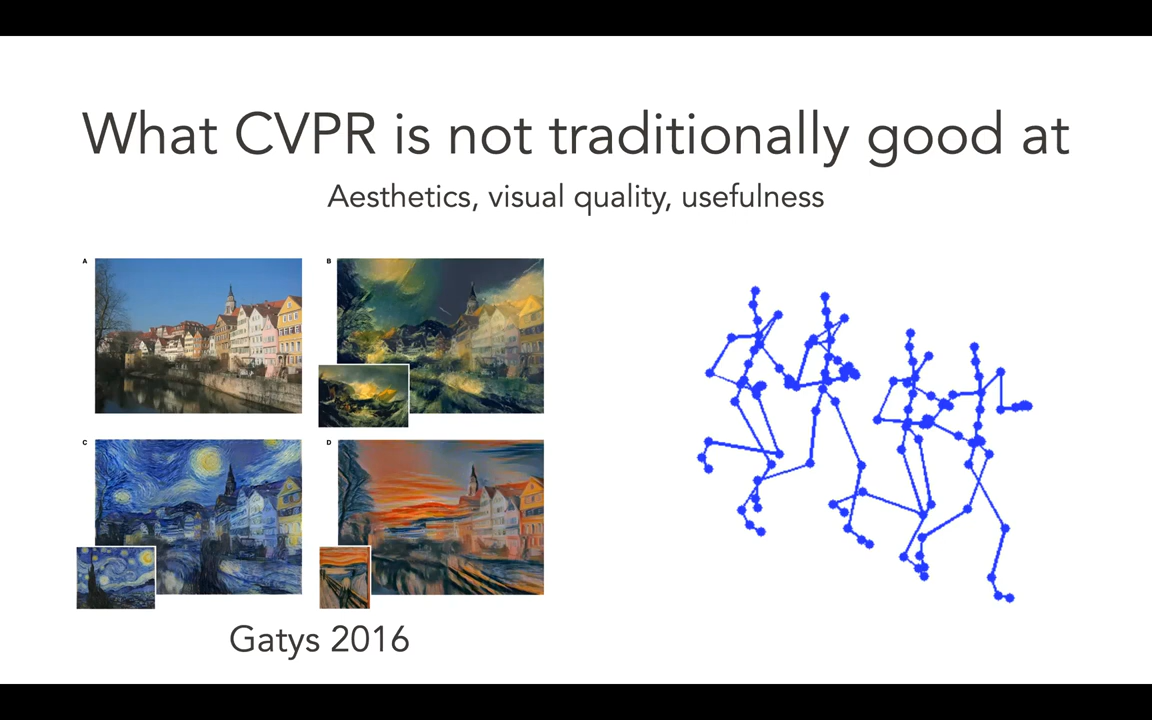 What CVPR is not traditionally good at
Aesthetics, visual quality, usefulness
A
B
C
D
Gatys 2016